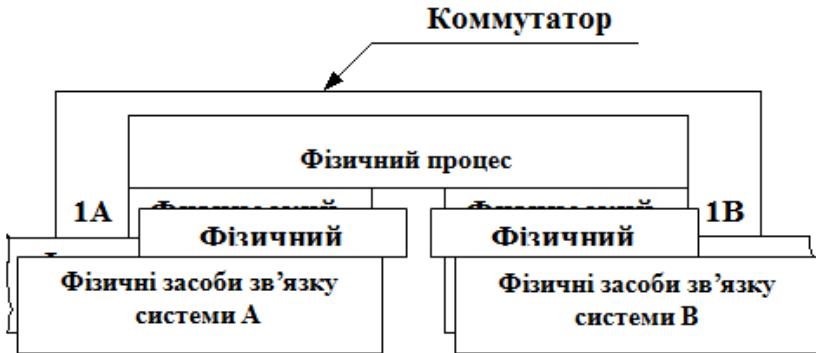 Коммутатор
Фізичний процес
1А
1В
Фізичний
Фізичний
Фізичні засоби зв’язку
системи А
Фізичні засоби зв’язку
системи В